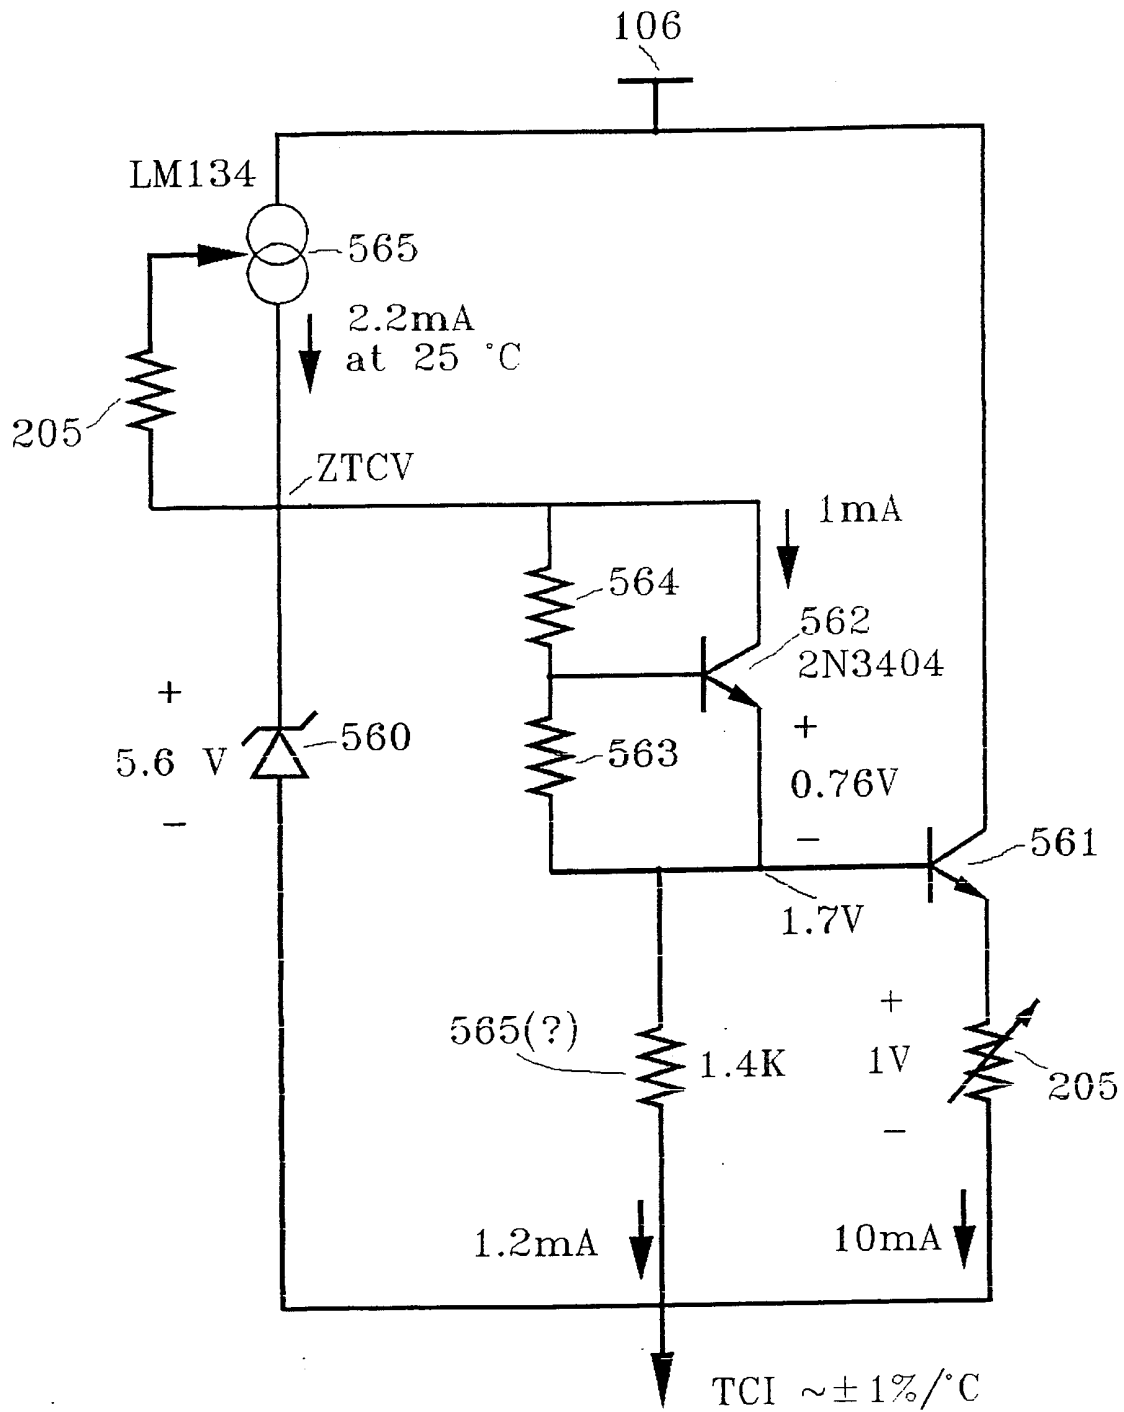 106
LM134
565
2.2mA
at 25 °C
205
ZTCV
1mA
564
562
2N3404
+
5.6 V
−
560
563
+
0.76V
−
561
1.7V
565(?)
1.4K
+
1V
−
205
1.2mA
10mA
TCI ~±1%/°C